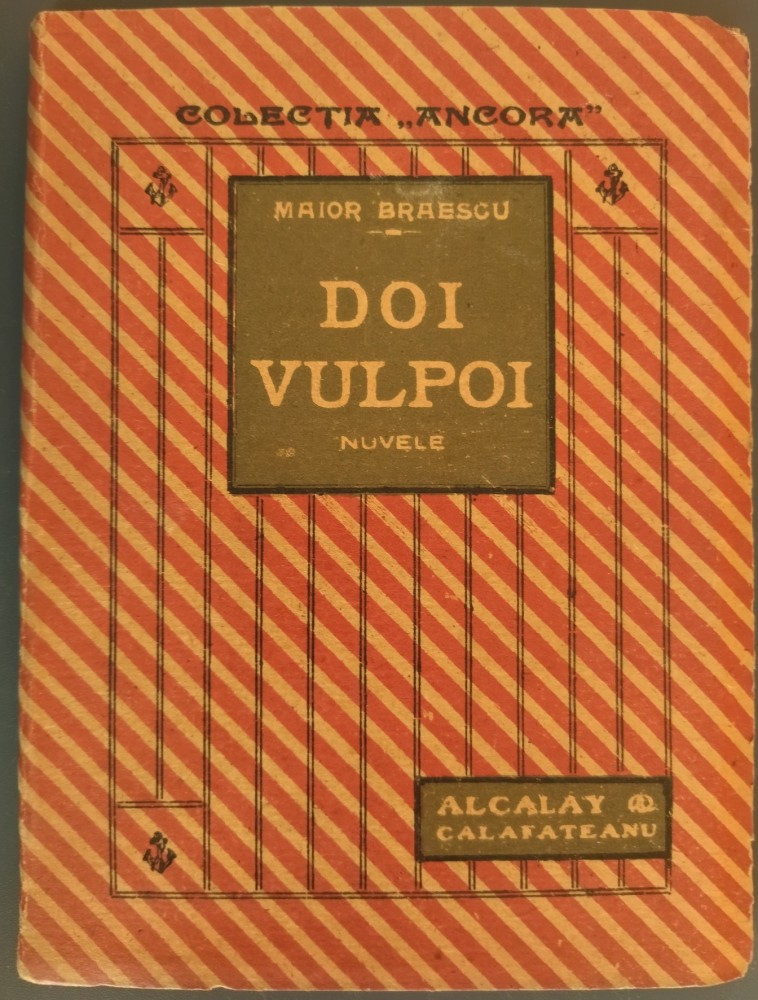 COLECTIA „ANCORA”
MAIOR BRAESCU
DOI
VULPOI
NUVELE
ALCALAY &
CALAFATEANU